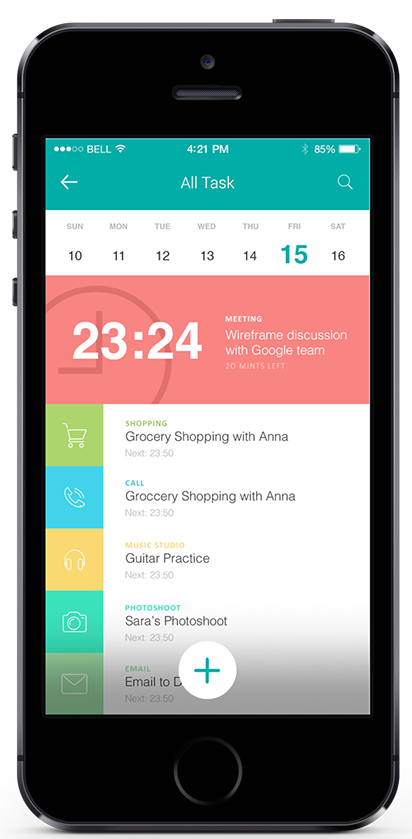 BELL 4:21 PM 85%
All Task
SUN MON TUE WED THU FRI SAT
10 11 12 13 14 15 16
23:24
MEETING
Wireframe discussion
with Google team
20 MINTS LEFT
SHOPPING
Grocery Shopping with Anna
Next: 23:50
CALL
Groccery Shopping with Anna
Next: 23:50
MUSIC STUDIO
Guitar Practice
Next: 23:50
PHOTOSHOOT
Sara's Photoshoot
Next: 23:50
EMAIL
Email to
Next: 23:50